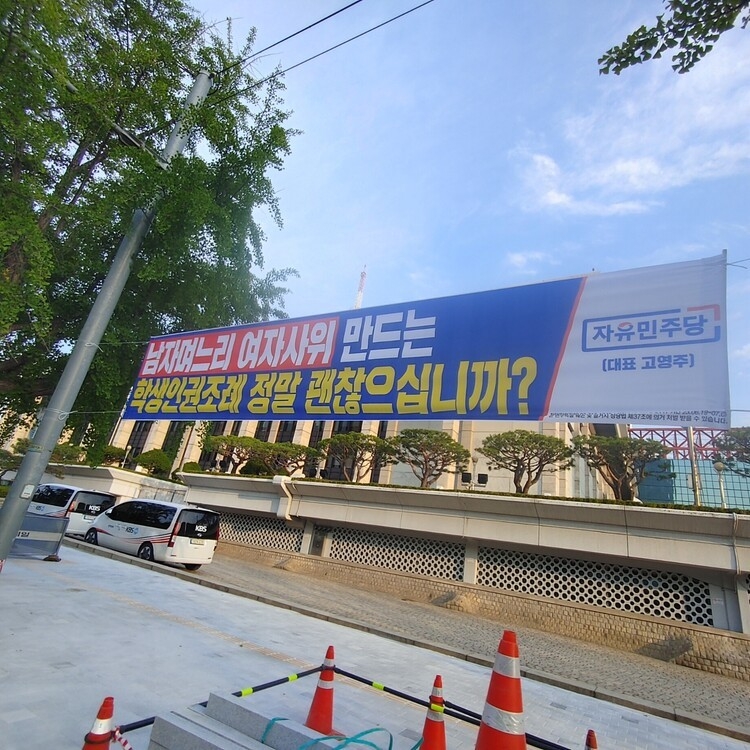 남자며느리 여자사위 만드는
학생인권조례 정말 괜찮으십니까?
자유민주당
(대표 고영주)
KBS
KBS